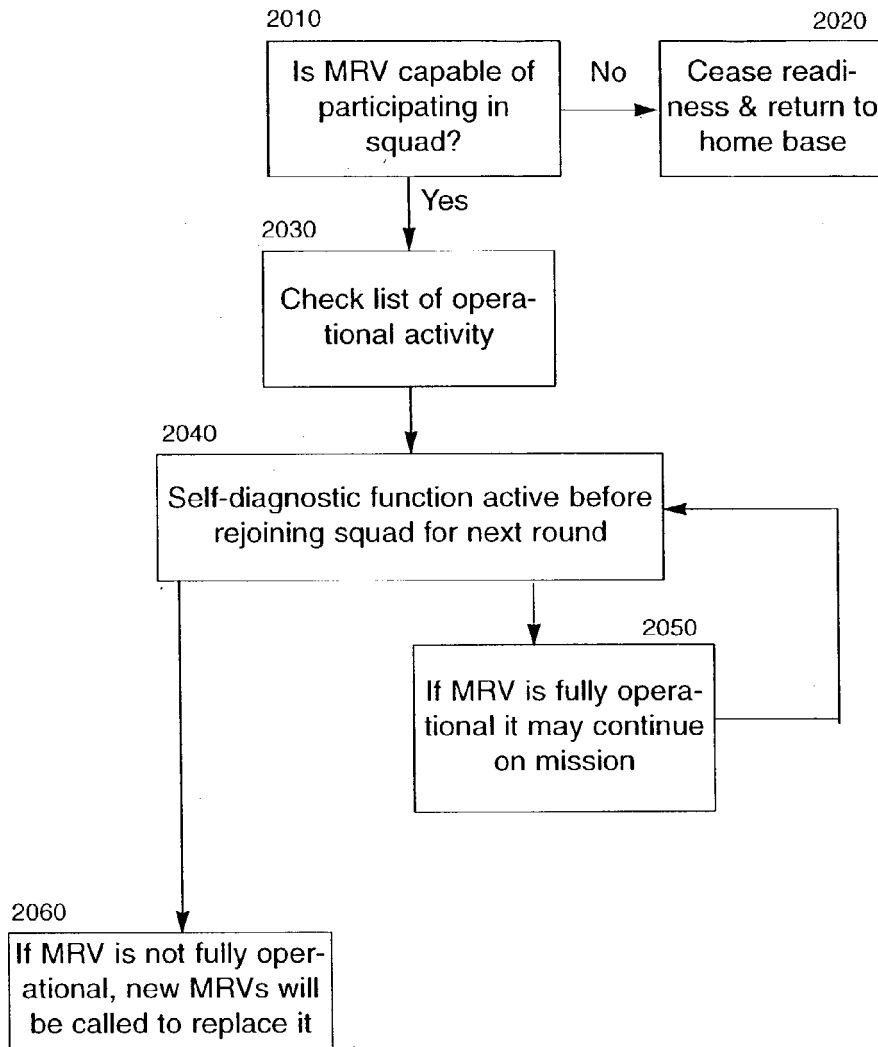 2010
Is MRV capable of
participating in
squad?
No
2020
Cease readi-
ness & return to
home base
Yes
2030
Check list of opera-
tional activity
2040
Self-diagnostic function active before
rejoining squad for next round
2050
If MRV is fully opera-
tional it may continue
on mission
2060
If MRV is not fully oper-
ational, new MRVs will
be called to replace it